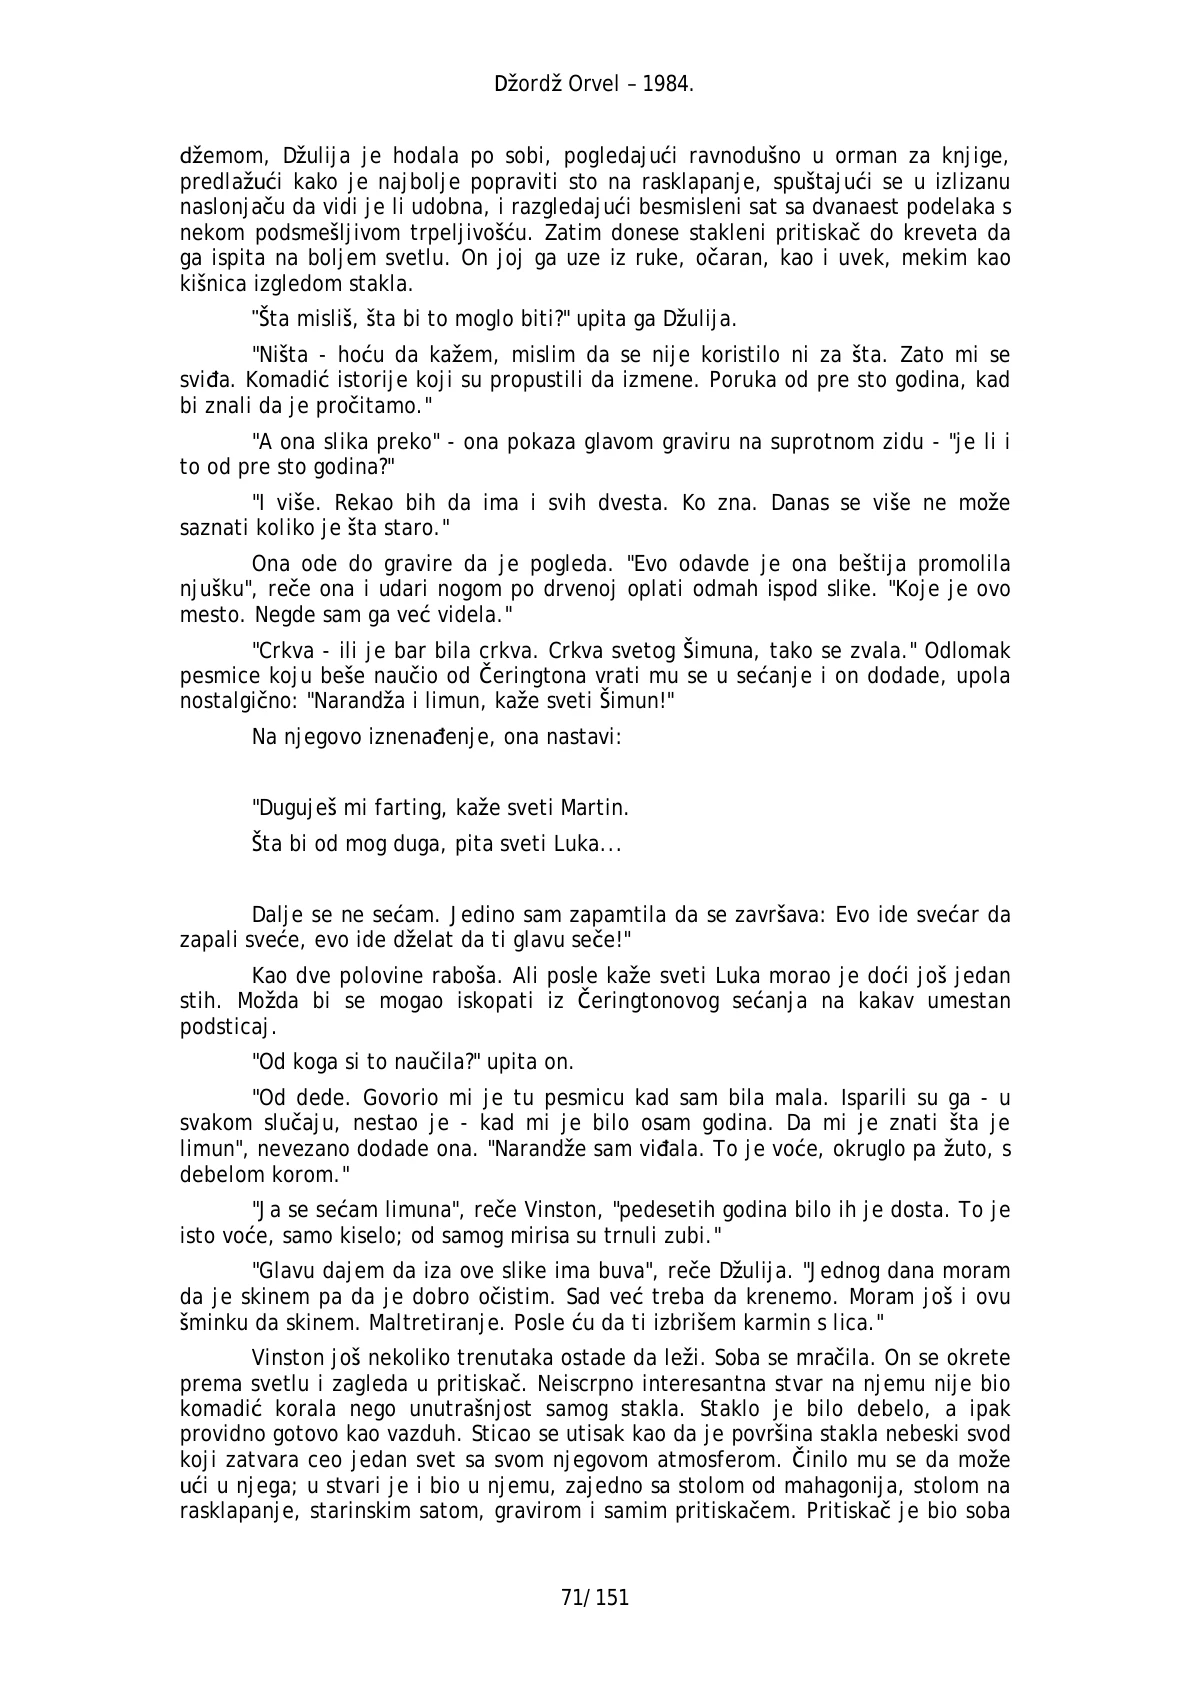 Džordž Orvel – 1984.
džemom, Džulija je hodala po sobi, pogledajući ravnodušno u orman za knjige,
predlažući kako je najbolje popraviti sto na rasklapanje, spuštajući se u izlizanu
naslonjaču da vidi je li udobna, i razgledajući besmisleni sat sa dvanaest podelaka s
nekom podsmešljivom trpeljivošću. Zatim donese stakleni pritiskač do kreveta da
ga ispita na boljem svetlu. On joj ga uze iz ruke, očaran, kao i uvek, mekim kao
kišnica izgledom stakla.
"Šta misliš, šta bi to moglo biti?" upita ga Džulija.
"Ništa - hoću da kažem, mislim da se nije koristilo ni za šta. Zato mi se
sviđa. Komadić istorije koji su propustili da izmene. Poruka od pre sto godina, kad
bi znali da je pročitamo."
"A ona slika preko" - ona pokaza glavom graviru na suprotnom zidu - "je li i
to od pre sto godina?"
"I više. Rekao bih da ima i svih dvesta. Ko zna. Danas se više ne može
saznati koliko je šta staro."
Ona ode do gravire da je pogleda. "Evo odavde je ona beštija promolila
njušku", reče ona i udari nogom po drvenoj oplati odmah ispod slike. "Koje je ovo
mesto. Negde sam ga već videla."
"Crkva - ili je bar bila crkva. Crkva svetog Šimuna, tako se zvala." Odlomak
pesmice koju beše naučio od Čeringtona vrati mu se u sećanje i on dodade, upola
nostalgično: "Narandža i limun, kaže sveti Šimun!"
Na njegovo iznenađenje, ona nastavi:
"Duguješ mi farting, kaže sveti Martin.
Šta bi od mog duga, pita sveti Luka...
Dalje se ne sećam. Jedino sam zapamtila da se završava: Evo ide svećar da
zapali sveće, evo ide dželat da ti glavu seče!"
Kao dve polovine raboša. Ali posle kaže sveti Luka morao je doći još jedan
stih. Možda bi se mogao iskopati iz Čeringtonovog sećanja na kakav umestan
podsticaj.
"Od koga si to naučila?" upita on.
"Od dede. Govorio mi je tu pesmicu kad sam bila mala. Isparili su ga - u
svakom slučaju, nestao je - kad mi je bilo osam godina. Da mi je znati šta je
limun", nevezano dodade ona. "Narandže sam viđala. To je voće, okruglo pa žuto, s
debelom korom."
"Ja se sećam limuna", reče Vinston, "pedesetih godina bilo ih je dosta. To je
isto voće, samo kiselo; od samog mirisa su trnuli zubi."
"Glavu dajem da iza ove slike ima buva", reče Džulija. "Jednog dana moram
da je skinem pa da je dobro očistim. Sad već treba da krenemo. Moram još i ovu
šminku da skinem. Maltretiranje. Posle ću da ti izbrišem karmin s lica."
Vinston još nekoliko trenutaka ostade da leži. Soba se mračila. On se okrete
prema svetlu i zagleda u pritiskač. Neiscrpno interesantna stvar na njemu nije bio
komadić korala nego unutrašnjost samog stakla. Staklo je bilo debelo, a ipak
providno gotovo kao vazduh. Sticao se utisak kao da je površina stakla nebeski svod
koji zatvara ceo jedan svet sa svom njegovom atmosferom. Činilo mu se da može
ući u njega; u stvari je i bio u njemu, zajedno sa stolom od mahagonija, stolom na
rasklapanje, starinskim satom, gravirom i samim pritiskačem. Pritiskač je bio soba
71/151